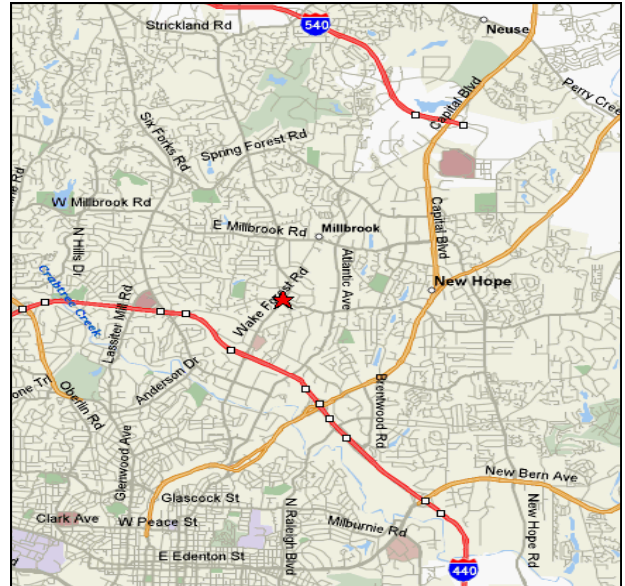 Strickland Rd
540
Neuse
Capital Blvd
Perry Cree
Six Forks Rd
Spring Forest Rd
W Millbrook Rd
E Millbrook Rd
Millbrook
Capital Blvd
N Hills Dr
Atlantic Ave
Crabtree Creek
New Hope
Wake Forest Rd
Lassiter Mill Rd
Anderson Dr
one Trl
Oberlin Rd
Brentwood Rd
Glenwood Ave
New Bern Ave
Glascock St
Clark Ave
W Peace St
N Raleigh Blvd
Milburnie Rd
New Hope Rd
E Edenton St
440